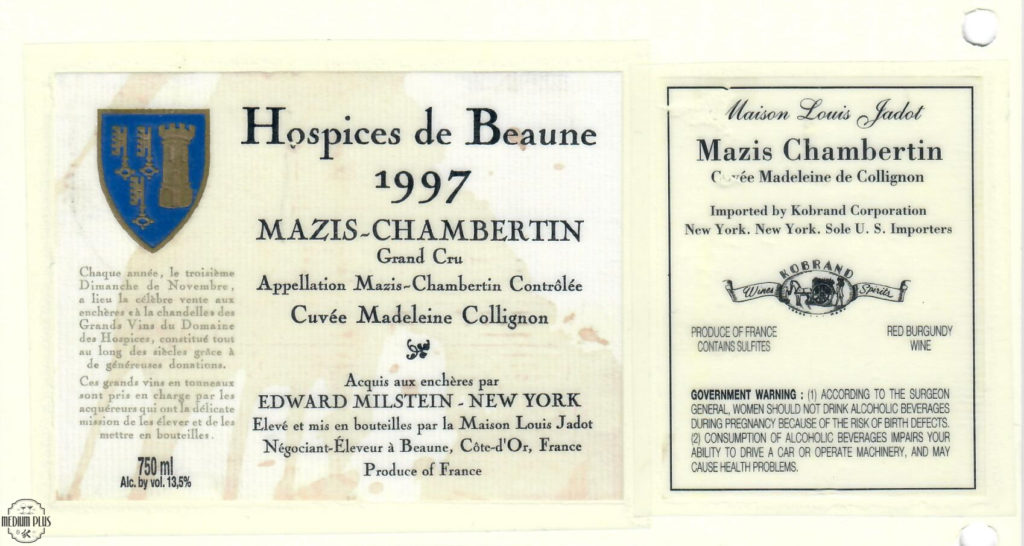 Hospices de Beaune
1997
MAZIS-CHAMBERTIN
Grand Cru
Appellation Mazis-Chambertin Contrôlée
Cuvée Madeleine Collignon
Acquis aux enchères par
EDWARD MILSTEIN - NEW YORK
Elevé et mis en bouteilles par la Maison Louis Jadot
Négociant-Éleveur à Beaune, Côte-d'Or, France
Produce of France
Chaque année, le troisième
Dimanche de Novembre,
a lieu la célèbre vente aux
enchères «à la chandelle» des
Grands Vins du Domaine
des Hospices, constitué tout
au long des siècles grâce à
de généreuses donations.
Ces grands vins en tonneaux
sont pris en charge par les
acquéreurs qui ont la délicate
mission de les élever et de les
mettre en bouteilles.
750 ml
Alc. by vol. 13,5%
Maison Louis Jadot
Mazis Chambertin
Cuvée Madeleine de Collignon
Imported by Kobrand Corporation
New York. New York. Sole U. S. Importers
KOBRAND
Wines Spirits
PRODUCE OF FRANCE
CONTAINS SULFITES
RED BURGUNDY
WINE
GOVERNMENT WARNING : (1) ACCORDING TO THE SURGEON
GENERAL, WOMEN SHOULD NOT DRINK ALCOHOLIC BEVERAGES
DURING PREGNANCY BECAUSE OF THE RISK OF BIRTH DEFECTS.
(2) CONSUMPTION OF ALCOHOLIC BEVERAGES IMPAIRS YOUR
ABILITY TO DRIVE A CAR OR OPERATE MACHINERY, AND MAY
CAUSE HEALTH PROBLEMS.
MEDIUM PLUS